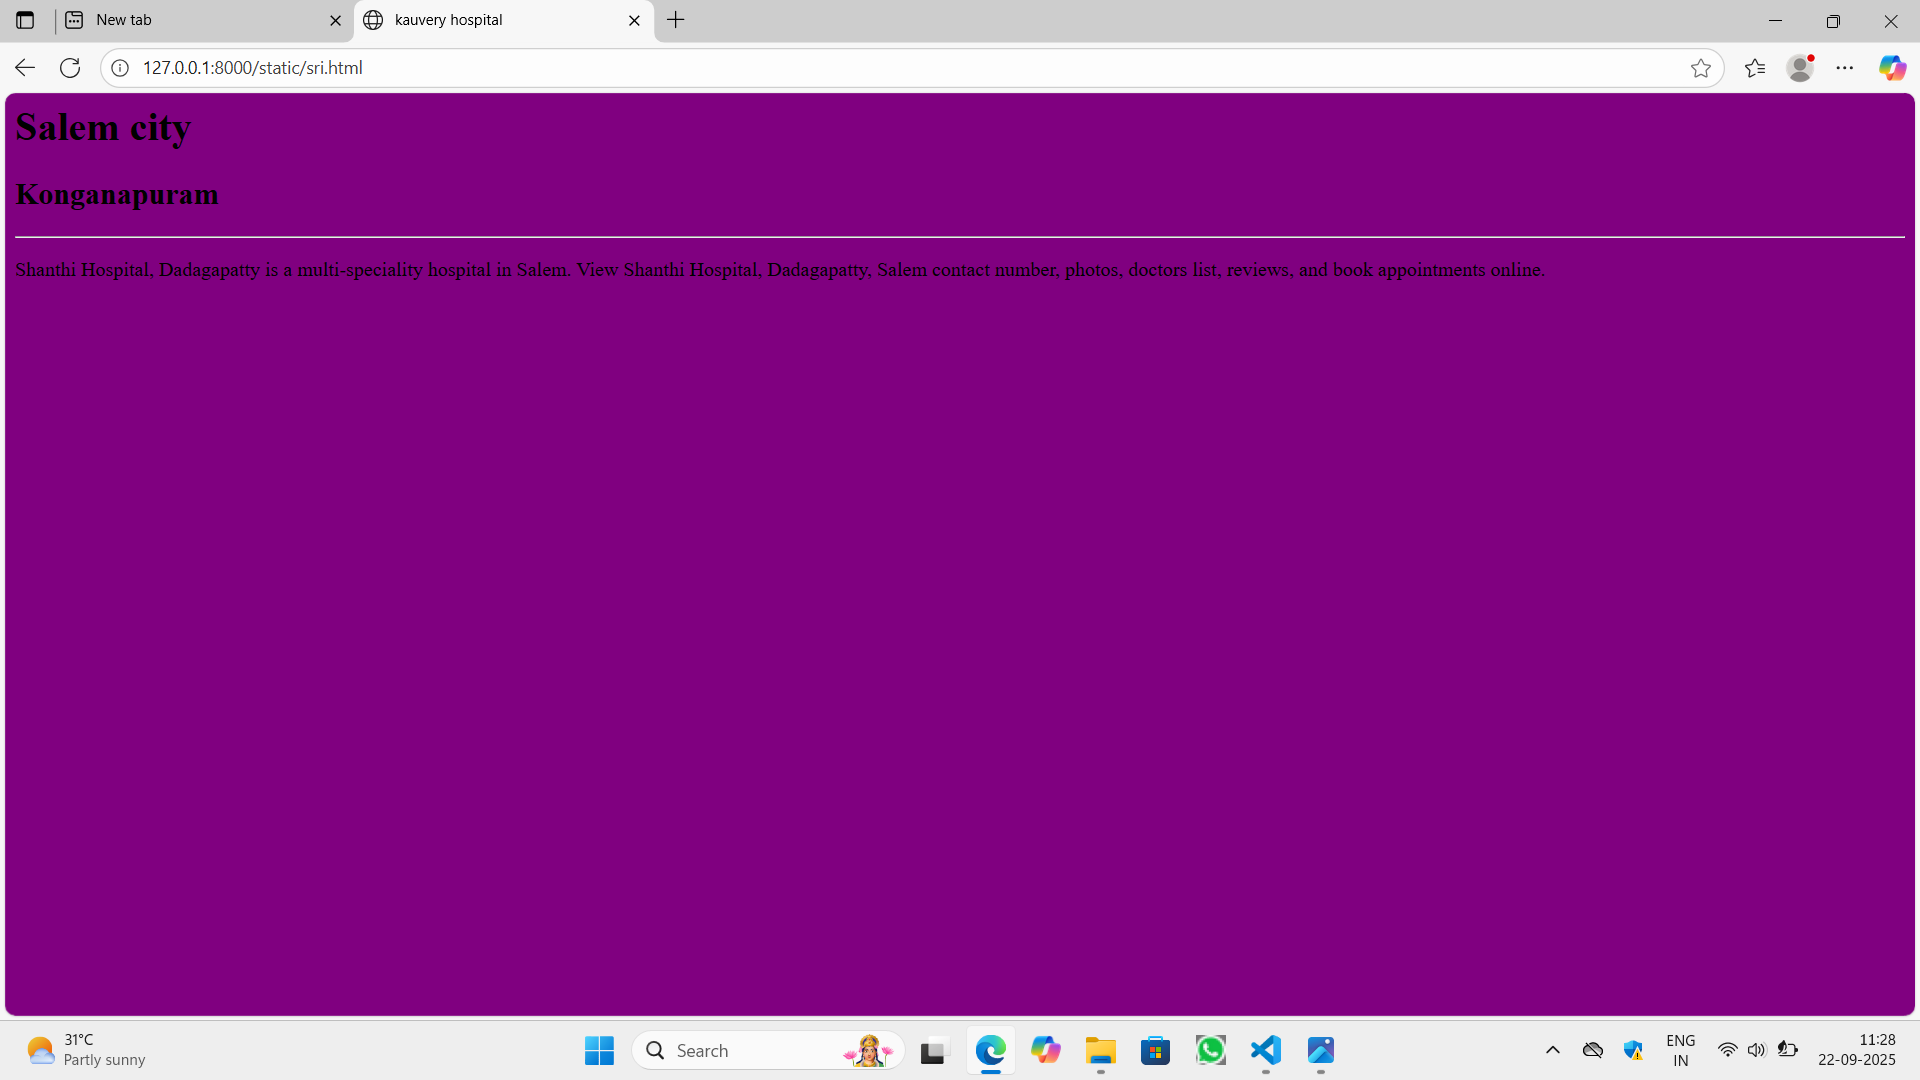 New tab
kauvery hospital
127.0.0.1:8000/static/sri.html
Salem city
Konganapuram
Shanthi Hospital, Dadagapatty is a multi-speciality hospital in Salem. View Shanthi Hospital, Dadagapatty, Salem contact number, photos, doctors list, reviews, and book appointments online.
31°C
Partly sunny
Search
ENG
IN
11:28
22-09-2025